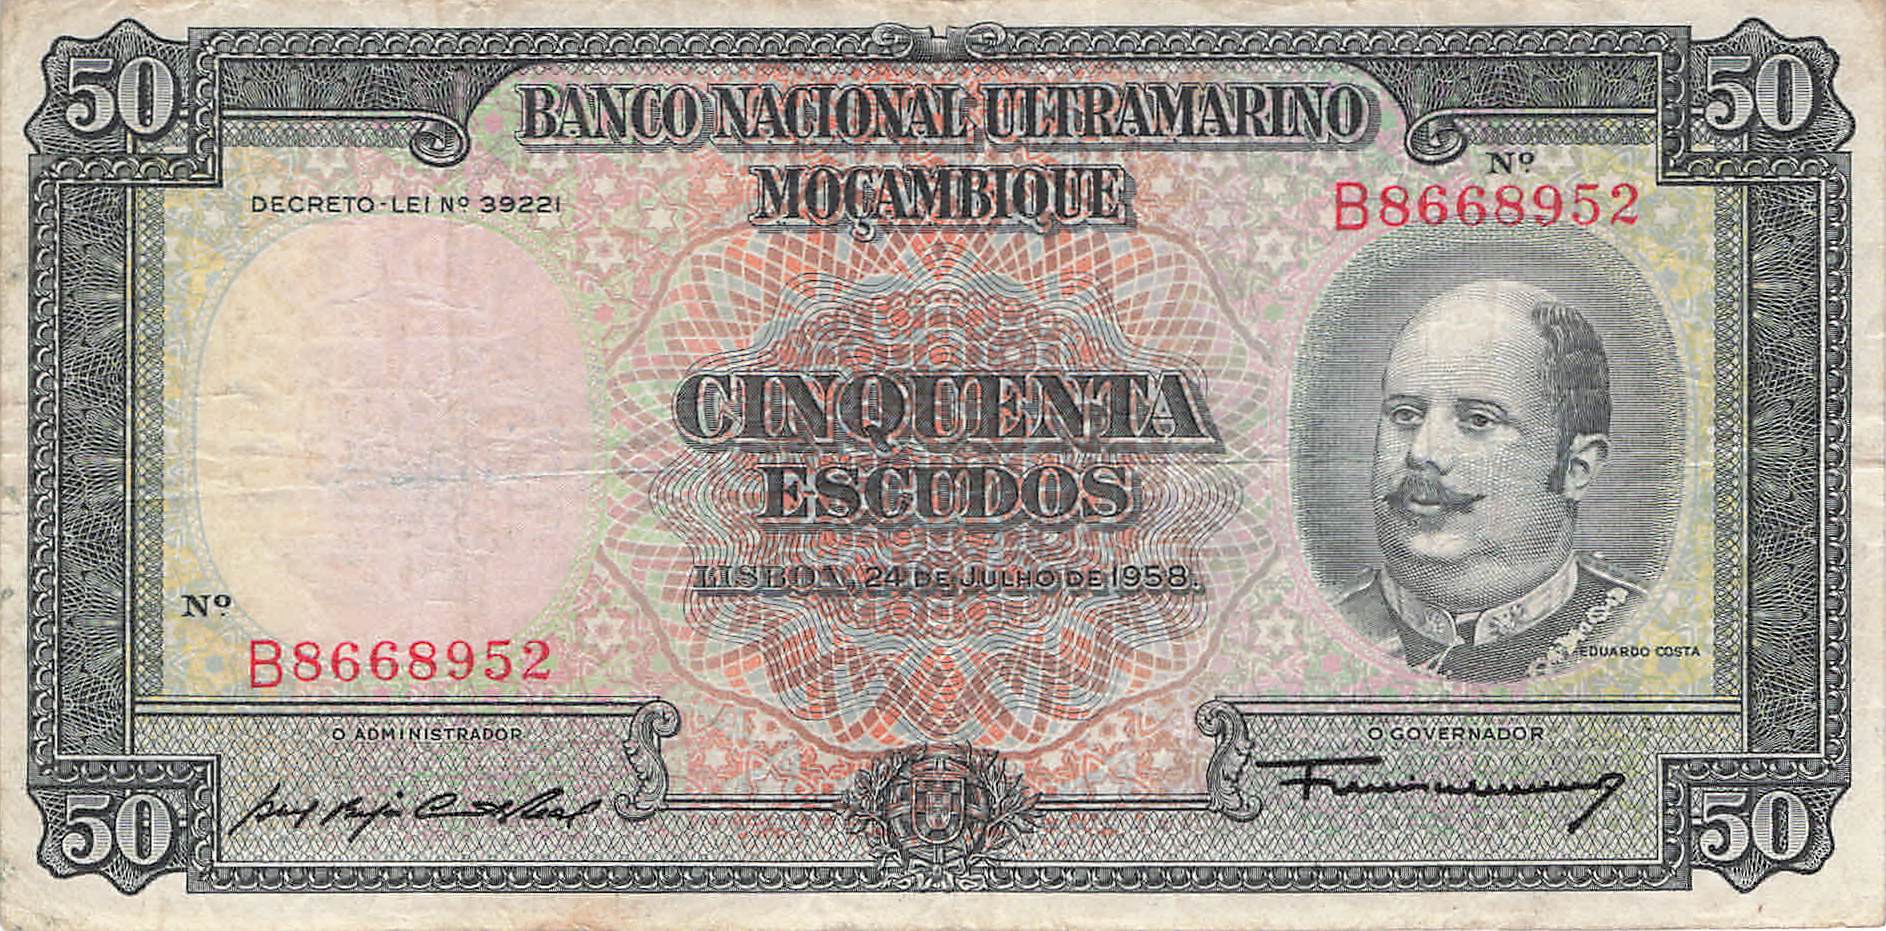 50
50
BANCO NACIONAL ULTRAMARINO
MOÇAMBIQUE
Nº
B8668952
DECRETO-LEI Nº 39221
CINQUENTA
ESCUDOS
LISBOA, 24 DE JULHO DE 1958.
Nº
B8668952
EDUARDO COSTA
O ADMINISTRADOR
O GOVERNADOR
50
50